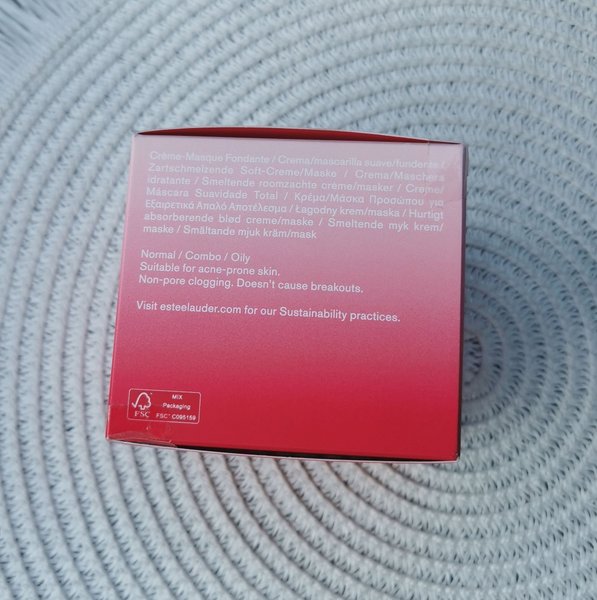 Crème-Masque Fondante / Crema/mascarilla suave/fundente /
Zartschmelzende Soft-Creme/Maske / Crema/Maschera
idratante / Smeltende roomzachte crème/masker / Creme/
Máscara Suavidade Total / Κρέμα/Μάσκα Προσώπου για
Εξαιρετικά Απαλό Αποτέλεσμα / Łagodny krem/maska / Hurtigt
absorberende blød creme/maske / Smeltende myk krem/
maske / Smältande mjuk kräm/mask
Normal / Combo / Oily
Suitable for acne-prone skin.
Non-pore clogging. Doesn't cause breakouts.
Visit esteelauder.com for our Sustainability practices.
FSC
MIX
Packaging
FSC™ C095159